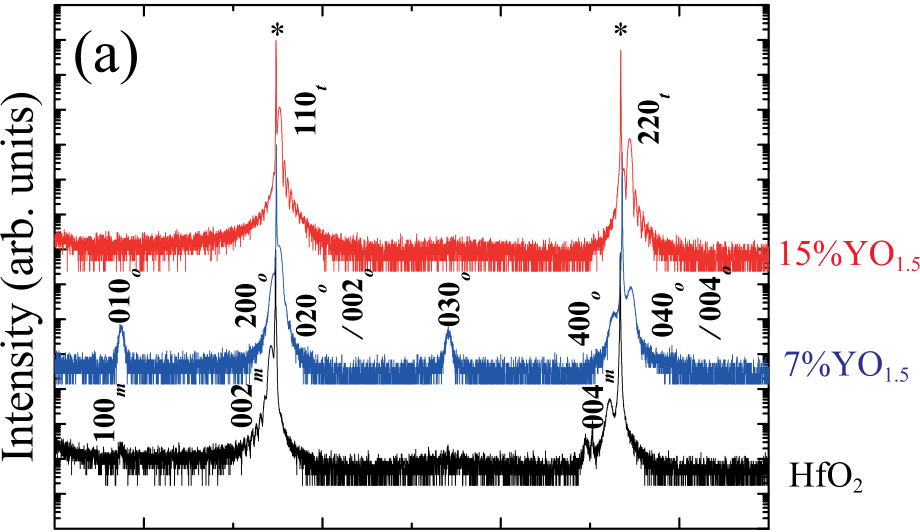 (a)
*
*
110t
220t
15%YO1.5
010o
200o
020o
/ 002o
030o
400o
040o
/ 004o
7%YO1.5
100m
002m
004m
HfO2
Intensity (arb. units)